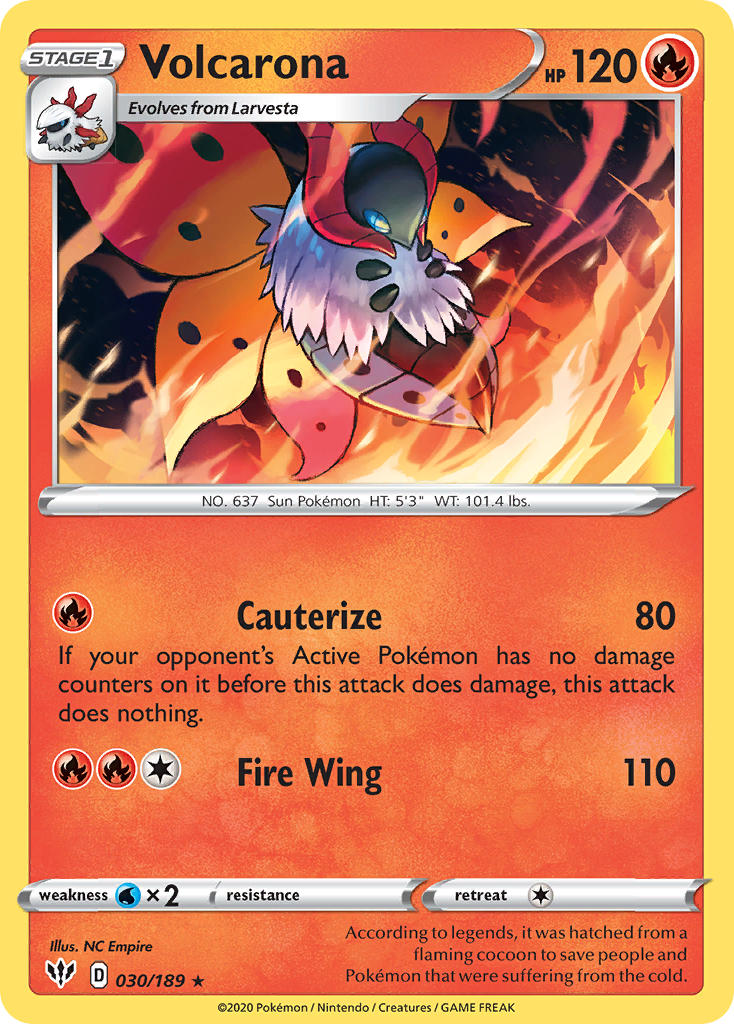 STAGE1
Volcarona
HP 120
Evolves from Larvesta
NO. 637 Sun Pokémon HT: 5'3" WT: 101.4 lbs.
Cauterize 80
If your opponent's Active Pokémon has no damage
counters on it before this attack does damage, this attack
does nothing.
Fire Wing 110
weakness ×2 resistance retreat
Illus. NC Empire
According to legends, it was hatched from a
flaming cocoon to save people and
Pokémon that were suffering from the cold.
D 030/189 ★
©2020 Pokémon / Nintendo / Creatures / GAME FREAK